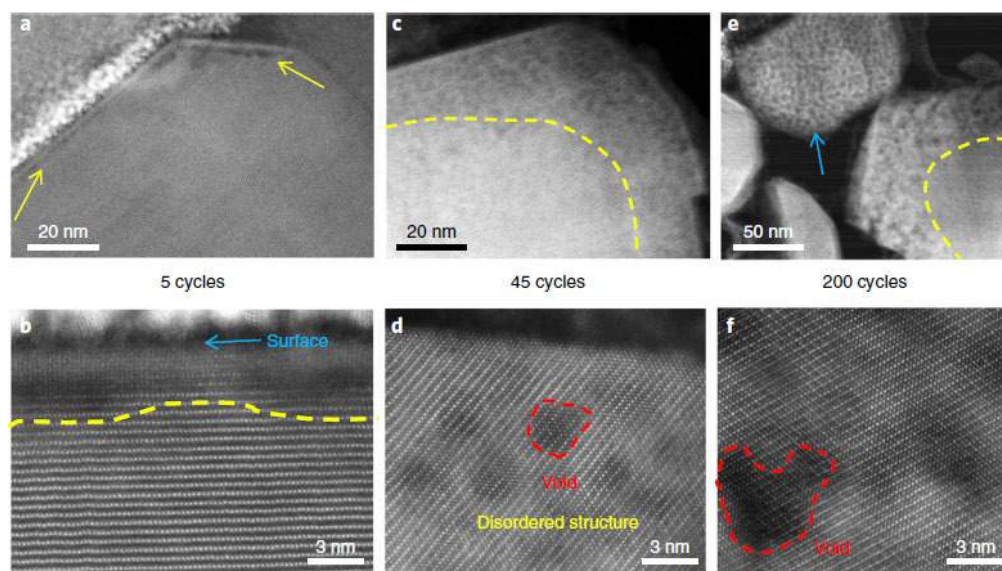 a
c
e
20 nm
20 nm
50 nm
5 cycles
45 cycles
200 cycles
b
Surface
d
Void
Disordered structure
f
Void
3 nm
3 nm
3 nm